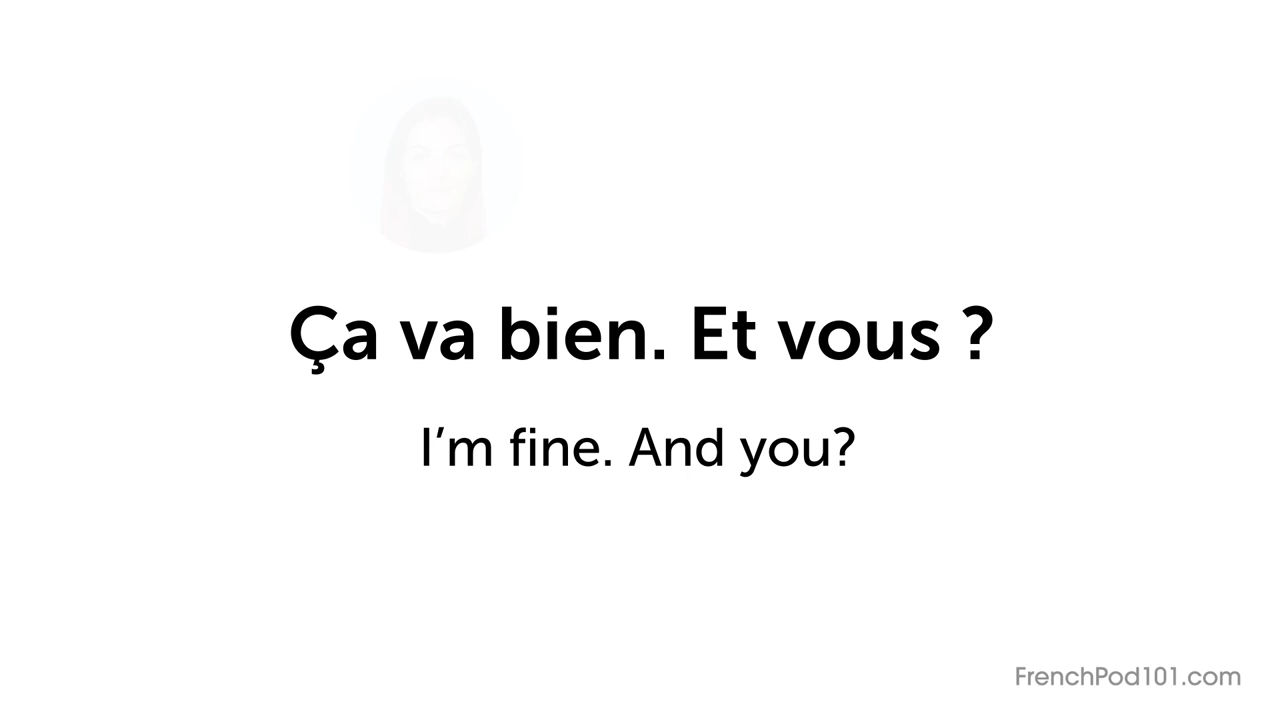 Ça va bien. Et vous ?
I’m fine. And you?
FrenchPod101.com